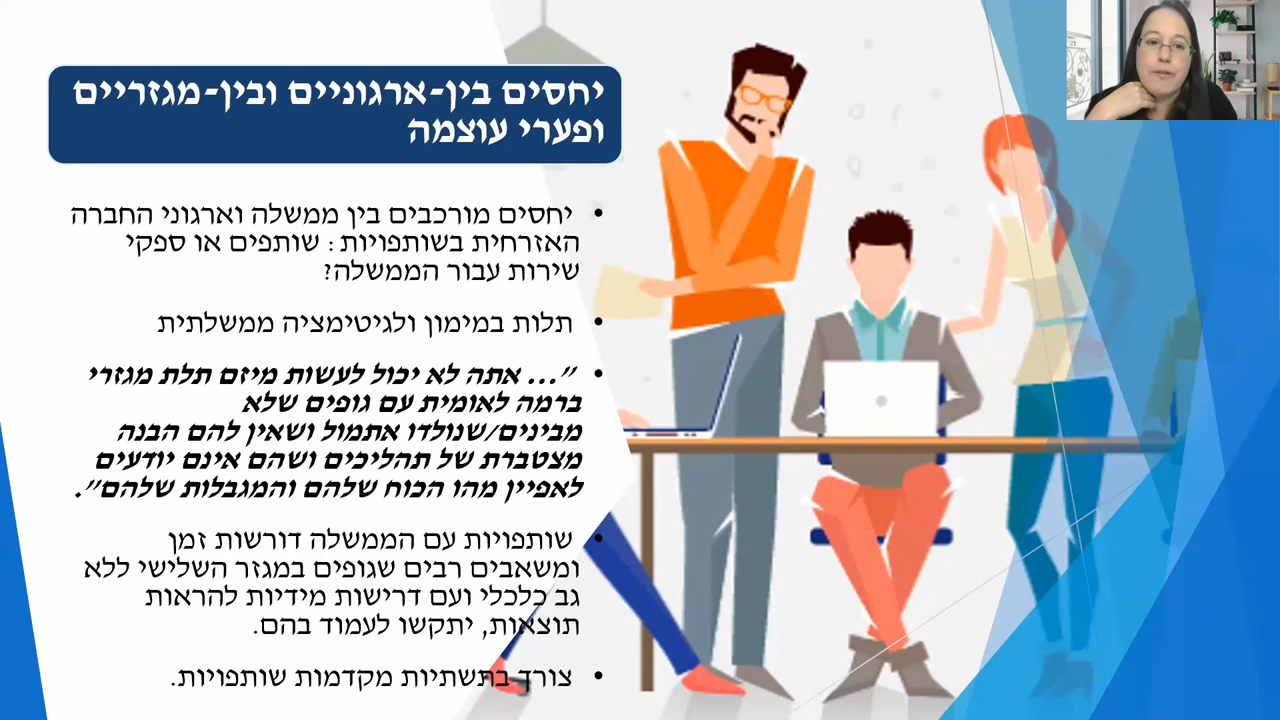 יחסים בין-ארגוניים ובין-מגזריים
ופערי עוצמה
• יחסים מורכבים בין ממשלה וארגוני החברה
האזרחית בשותפויות: שותפים או ספקי
שירות עבור הממשלה?
• תלות במימון ולגיטימציה ממשלתית
• "... אתה לא יכול לעשות מיזם תלת מגזרי
ברמה לאומית עם גופים שלא
מבינים/שנולדו אתמול ושאין להם הבנה
מצטברת של תהליכים ושהם אינם יודעים
לאפיין מהו הכוח שלהם והמגבלות שלהם".
• שותפויות עם הממשלה דורשות זמן
ומשאבים רבים שגופים במגזר השלישי ללא
גב כלכלי ועם דרישות מידיות להראות
תוצאות, יתקשו לעמוד בהם.
• צורך בתשתיות מקדמות שותפויות.